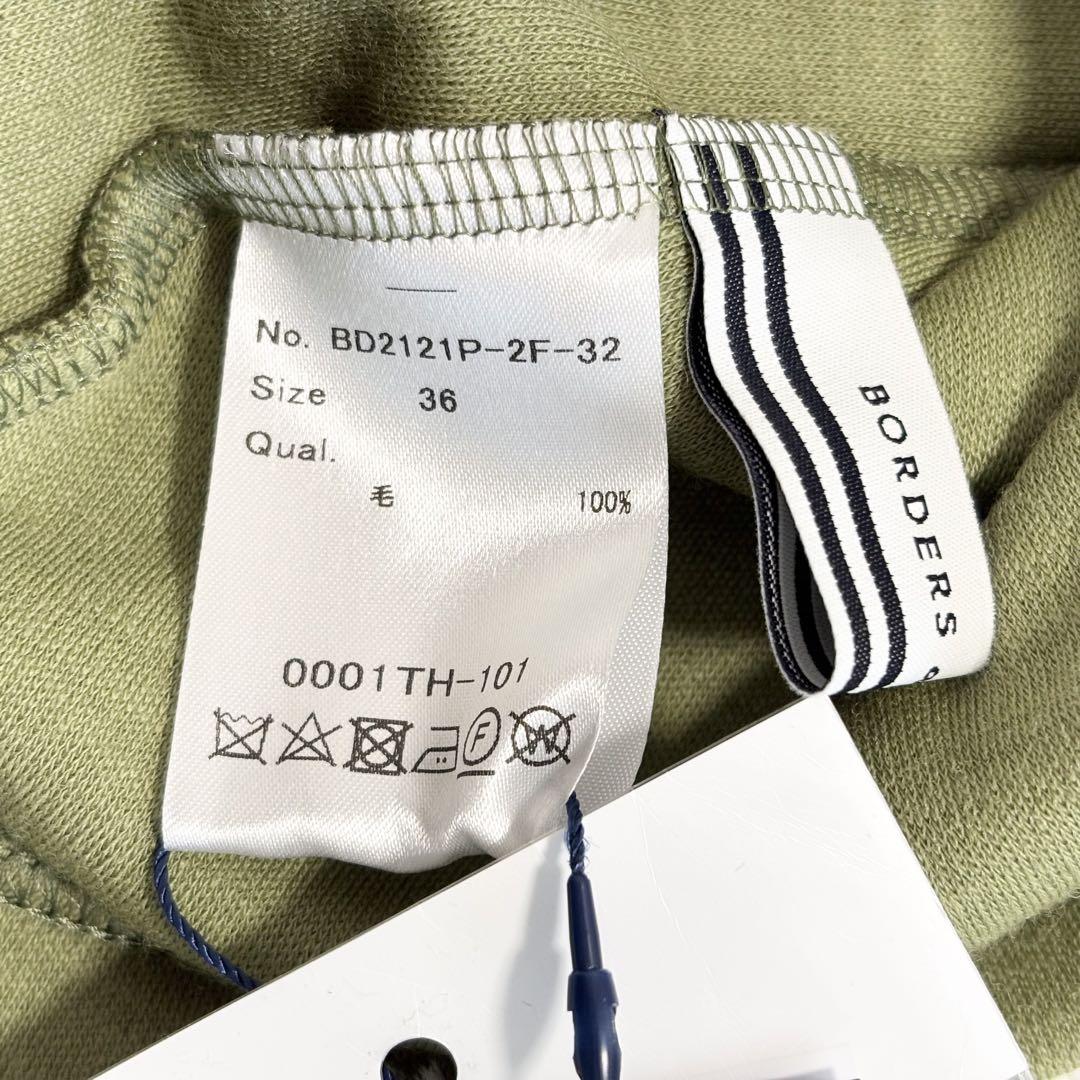 No. BD2121P-2F-32
Size 36
Qual.
毛 100%
0001TH-101
F
W
BORDERS